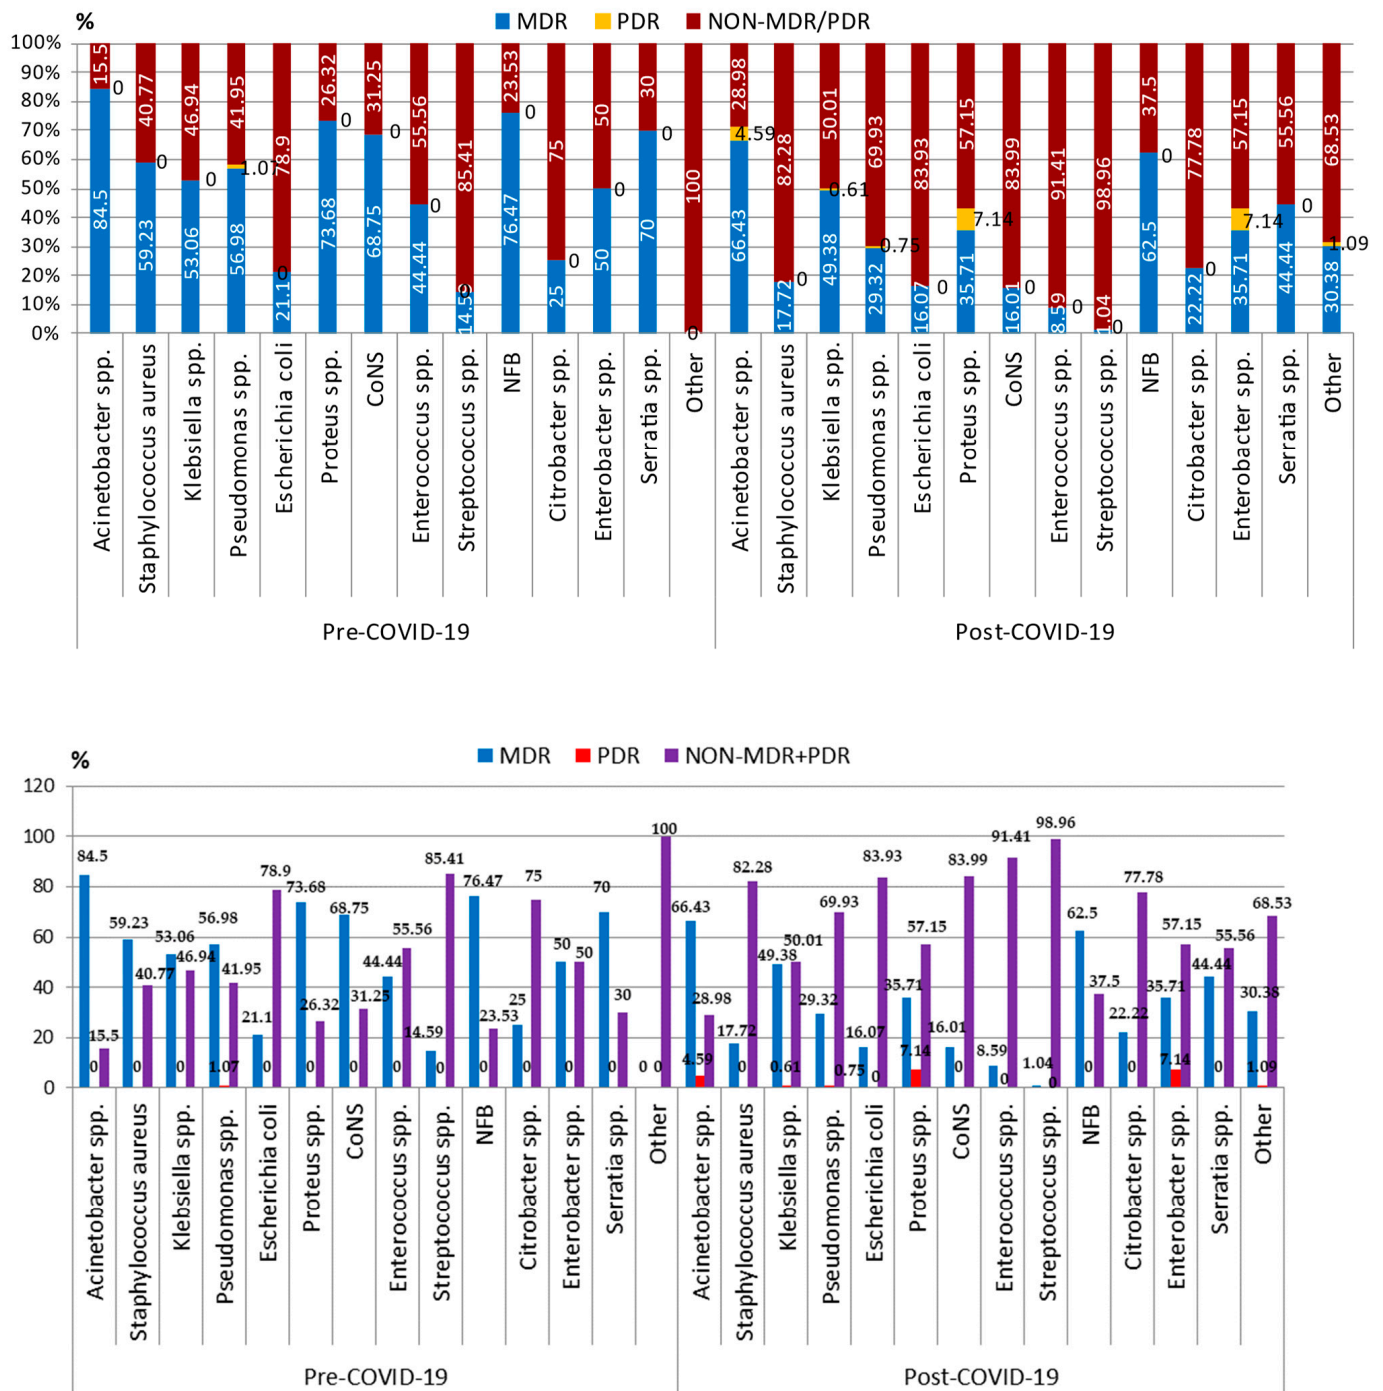 % MDR PDR NON-MDR/PDR
100% 90% 80% 70% 60% 50% 40% 30% 20% 10% 0%
15.5 40.77 46.94 41.95 78.9 26.32 31.25 55.56 85.41 23.53 75 50 30 100 28.98 82.28 50.01 69.93 83.93 57.15 83.99 91.41 98.96 37.5 77.78 57.15 55.56 68.53
0 0 0 1.07 0 0 0 0 0 0 0 0 0 4.59 0 0.61 0.75 0 7.14 0 0 0 0 0 7.14 0 1.09
84.5 59.23 53.06 56.98 21.1 73.68 68.75 44.44 14.59 76.47 25 50 70 0 66.43 17.72 49.38 29.32 16.07 35.71 16.01 8.59 1.04 62.5 22.22 35.71 44.44 30.38
Acinetobacter spp. Staphylococcus aureus Klebsiella spp. Pseudomonas spp. Escherichia coli Proteus spp. CoNS Enterococcus spp. Streptococcus spp. NFB Citrobacter spp. Enterobacter spp. Serratia spp. Other Acinetobacter spp. Staphylococcus aureus Klebsiella spp. Pseudomonas spp. Escherichia coli Proteus spp. CoNS Enterococcus spp. Streptococcus spp. NFB Citrobacter spp. Enterobacter spp. Serratia spp. Other
Pre-COVID-19 Post-COVID-19
% MDR PDR NON-MDR+PDR
120 100 80 60 40 20 0
84.5 59.23 53.06 56.98 21.1 73.68 68.75 44.44 14.59 76.47 25 50 70 0 66.43 17.72 49.38 29.32 16.07 35.71 16.01 8.59 1.04 62.5 22.22 35.71 44.44 30.38
0 0 0 1.07 0 0 0 0 0 0 0 0 0 0 4.59 0 0.61 0.75 0 7.14 0 0 0 0 0 7.14 0 1.09
15.5 40.77 46.94 41.95 78.9 26.32 31.25 55.56 85.41 23.53 75 50 30 100 28.98 82.28 50.01 69.93 83.93 57.15 83.99 91.41 98.96 37.5 77.78 57.15 55.56 68.53
Acinetobacter spp. Staphylococcus aureus Klebsiella spp. Pseudomonas spp. Escherichia coli Proteus spp. CoNS Enterococcus spp. Streptococcus spp. NFB Citrobacter spp. Enterobacter spp. Serratia spp. Other Acinetobacter spp. Staphylococcus aureus Klebsiella spp. Pseudomonas spp. Escherichia coli Proteus spp. CoNS Enterococcus spp. Streptococcus spp. NFB Citrobacter spp. Enterobacter spp. Serratia spp. Other
Pre-COVID-19 Post-COVID-19